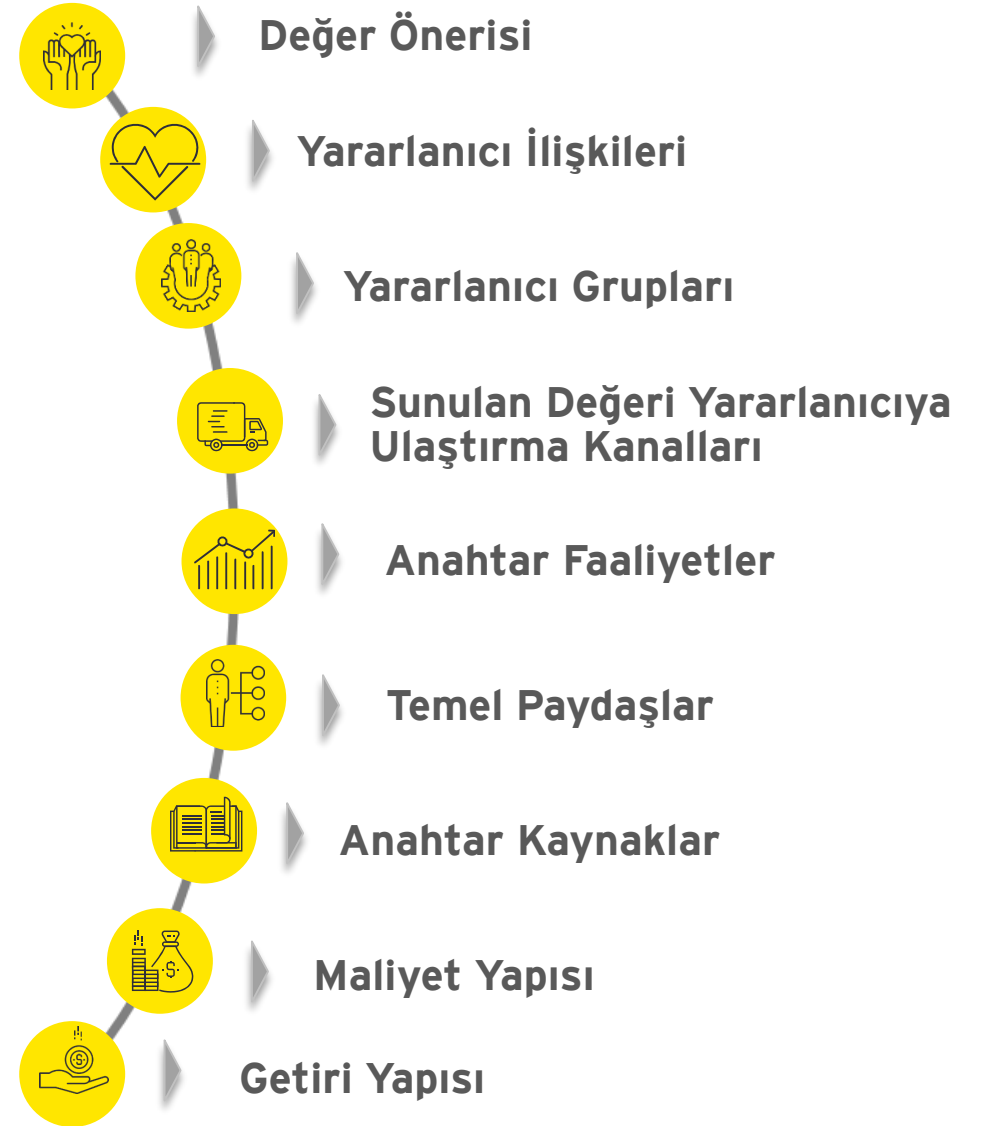 Değer Önerisi
Yararlanıcı İlişkileri
Yararlanıcı Grupları
Sunulan Değeri Yararlanıcıya
Ulaştırma Kanalları
Anahtar Faaliyetler
Temel Paydaşlar
Anahtar Kaynaklar
Maliyet Yapısı
Getiri Yapısı